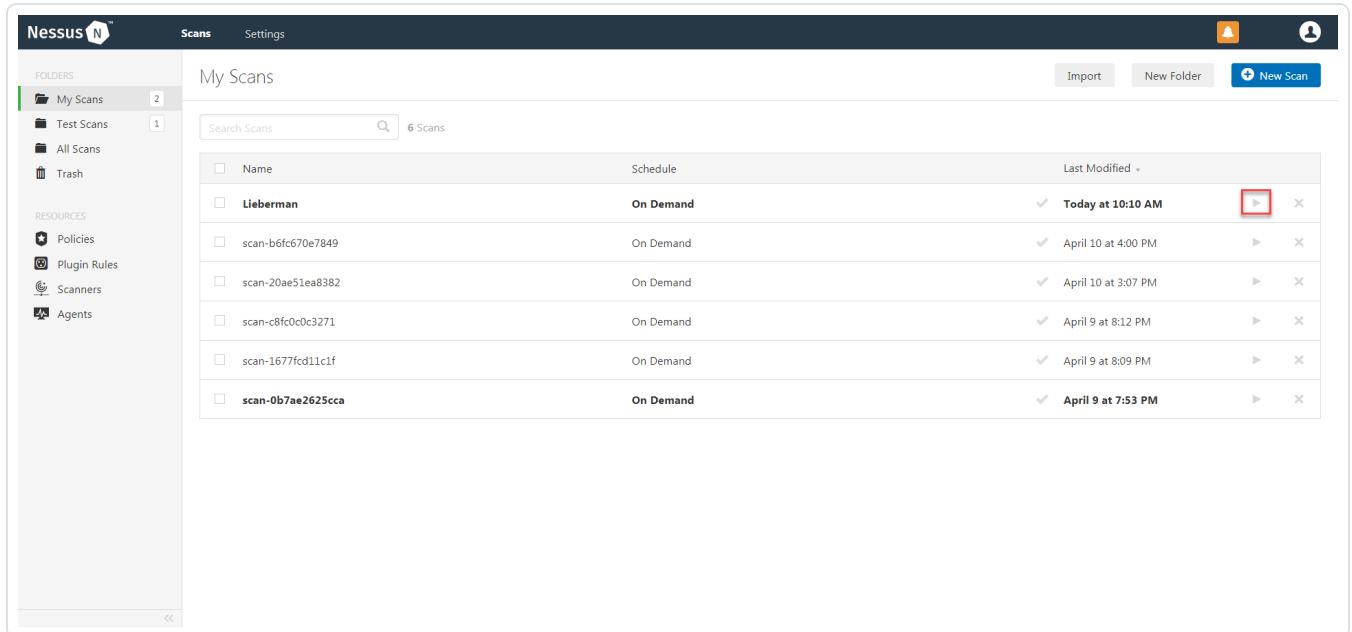 Nessus N ™ Scans Settings
FOLDERS
My Scans 2
Test Scans 1
All Scans
Trash
RESOURCES
Policies
Plugin Rules
Scanners
Agents
My Scans Import New Folder New Scan
Search Scans 6 Scans
Name Schedule Last Modified
Lieberman On Demand Today at 10:10 AM
scan-b6fc670e7849 On Demand April 10 at 4:00 PM
scan-20ae51ea8382 On Demand April 10 at 3:07 PM
scan-c8fc0c0c3271 On Demand April 9 at 8:12 PM
scan-1677fcd11c1f On Demand April 9 at 8:09 PM
scan-0b7ae2625cca On Demand April 9 at 7:53 PM